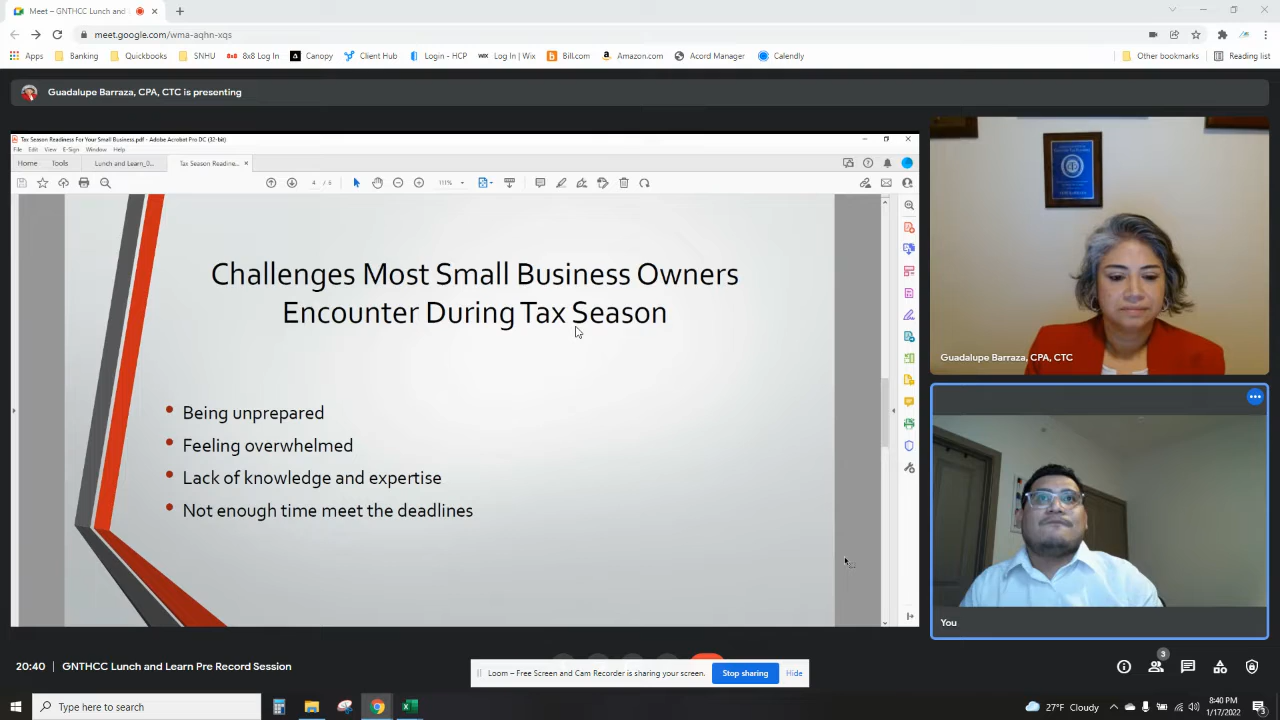 Meet – GNTHCC Lunch and
meet.google.com/wma-aqhn-xqs
Apps
Banking
Quickbooks
SNHU
8x8 Log In
Canopy
Client Hub
Login - HCP
WIX Log In | Wix
Bill.com
Amazon.com
Acord Manager
Calendly
Other bookmarks
Reading list
Guadalupe Barraza, CPA, CTC is presenting
Tax Season Readiness For Your Small Business.pdf - Adobe Acrobat Pro DC (32-bit)
File Edit View E-Sign Window Help
Home Tools Lunch and Learn_0... Tax Season Readine...
4 / 6 111%
Challenges Most Small Business Owners
Encounter During Tax Season
• Being unprepared
• Feeling overwhelmed
• Lack of knowledge and expertise
• Not enough time meet the deadlines
Guadalupe Barraza, CPA, CTC
You
20:40 | GNTHCC Lunch and Learn Pre Record Session
Loom – Free Screen and Cam Recorder is sharing your screen. Stop sharing Hide
3
Type here to search
27°F Cloudy
8:40 PM
1/17/2022
3